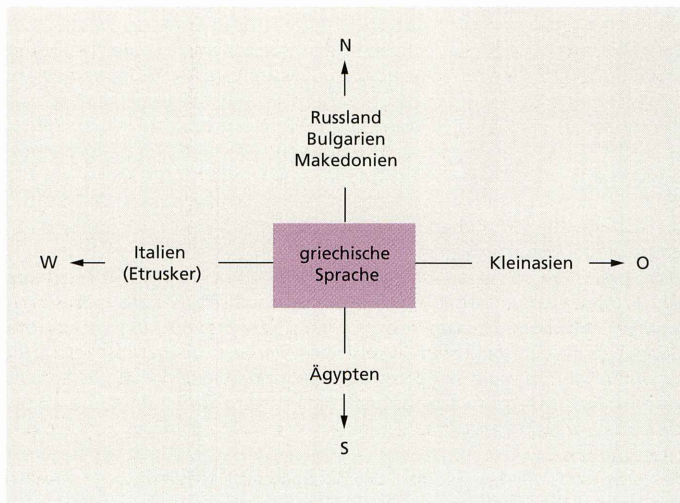 N
Russland
Bulgarien
Makedonien
W
Italien
(Etrusker)
griechische
Sprache
Kleinasien
O
Ägypten
S